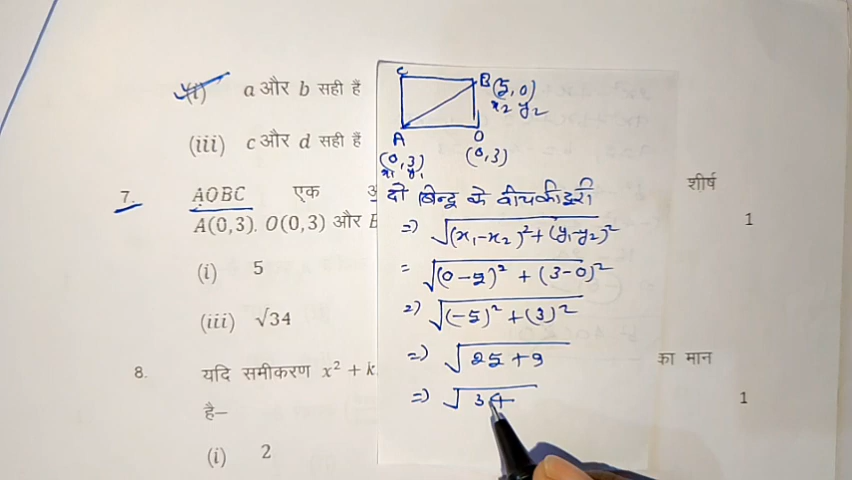 (i) a और b सही हैं
(iii) c और d सही हैं
C
B (5, 0)
x2 y2
A
O
(0, 3)
x1 y1
(0, 3)
7. AOBC एक
शीर्ष
दो बिन्दु के बीच की दूरी
A(0,3). O(0,3) और
1
=) √(x1-x2)² + (y1-y2)²
(i) 5
= √(0-5)² + (3-0)²
(iii) √34
=) √(-5)² + (3)²
=) √25+9
8. यदि समीकरण x² + k
का मान
=) √34
है–
1
(i) 2